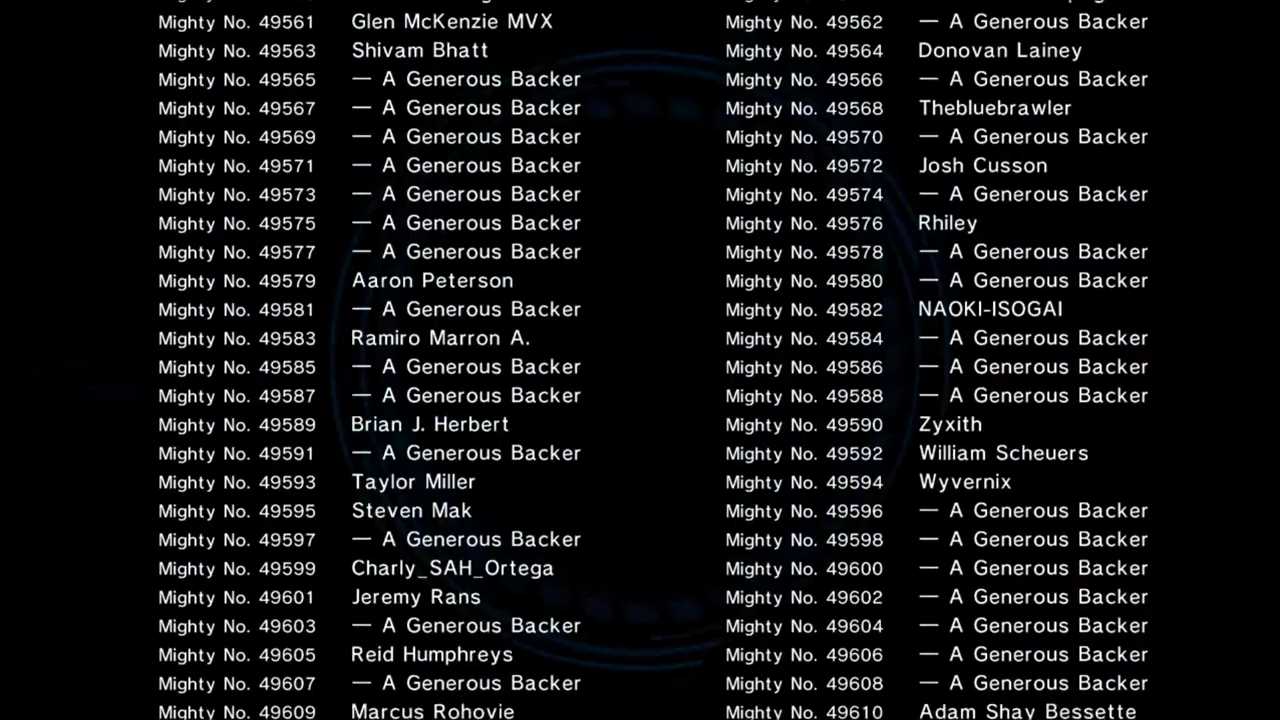 Mighty No. 49561 Glen McKenzie MVX Mighty No. 49562 — A Generous Backer
Mighty No. 49563 Shivam Bhatt Mighty No. 49564 Donovan Lainey
Mighty No. 49565 — A Generous Backer Mighty No. 49566 — A Generous Backer
Mighty No. 49567 — A Generous Backer Mighty No. 49568 Thebluebrawler
Mighty No. 49569 — A Generous Backer Mighty No. 49570 — A Generous Backer
Mighty No. 49571 — A Generous Backer Mighty No. 49572 Josh Cusson
Mighty No. 49573 — A Generous Backer Mighty No. 49574 — A Generous Backer
Mighty No. 49575 — A Generous Backer Mighty No. 49576 Rhiley
Mighty No. 49577 — A Generous Backer Mighty No. 49578 — A Generous Backer
Mighty No. 49579 Aaron Peterson Mighty No. 49580 — A Generous Backer
Mighty No. 49581 — A Generous Backer Mighty No. 49582 NAOKI-ISOGAI
Mighty No. 49583 Ramiro Marron A. Mighty No. 49584 — A Generous Backer
Mighty No. 49585 — A Generous Backer Mighty No. 49586 — A Generous Backer
Mighty No. 49587 — A Generous Backer Mighty No. 49588 — A Generous Backer
Mighty No. 49589 Brian J. Herbert Mighty No. 49590 Zyxith
Mighty No. 49591 — A Generous Backer Mighty No. 49592 William Scheuers
Mighty No. 49593 Taylor Miller Mighty No. 49594 Wyvernix
Mighty No. 49595 Steven Mak Mighty No. 49596 — A Generous Backer
Mighty No. 49597 — A Generous Backer Mighty No. 49598 — A Generous Backer
Mighty No. 49599 Charly_SAH_Ortega Mighty No. 49600 — A Generous Backer
Mighty No. 49601 Jeremy Rans Mighty No. 49602 — A Generous Backer
Mighty No. 49603 — A Generous Backer Mighty No. 49604 — A Generous Backer
Mighty No. 49605 Reid Humphreys Mighty No. 49606 — A Generous Backer
Mighty No. 49607 — A Generous Backer Mighty No. 49608 — A Generous Backer
Mighty No. 49609 Marcus Rohovie Mighty No. 49610 Adam Shay Bessette